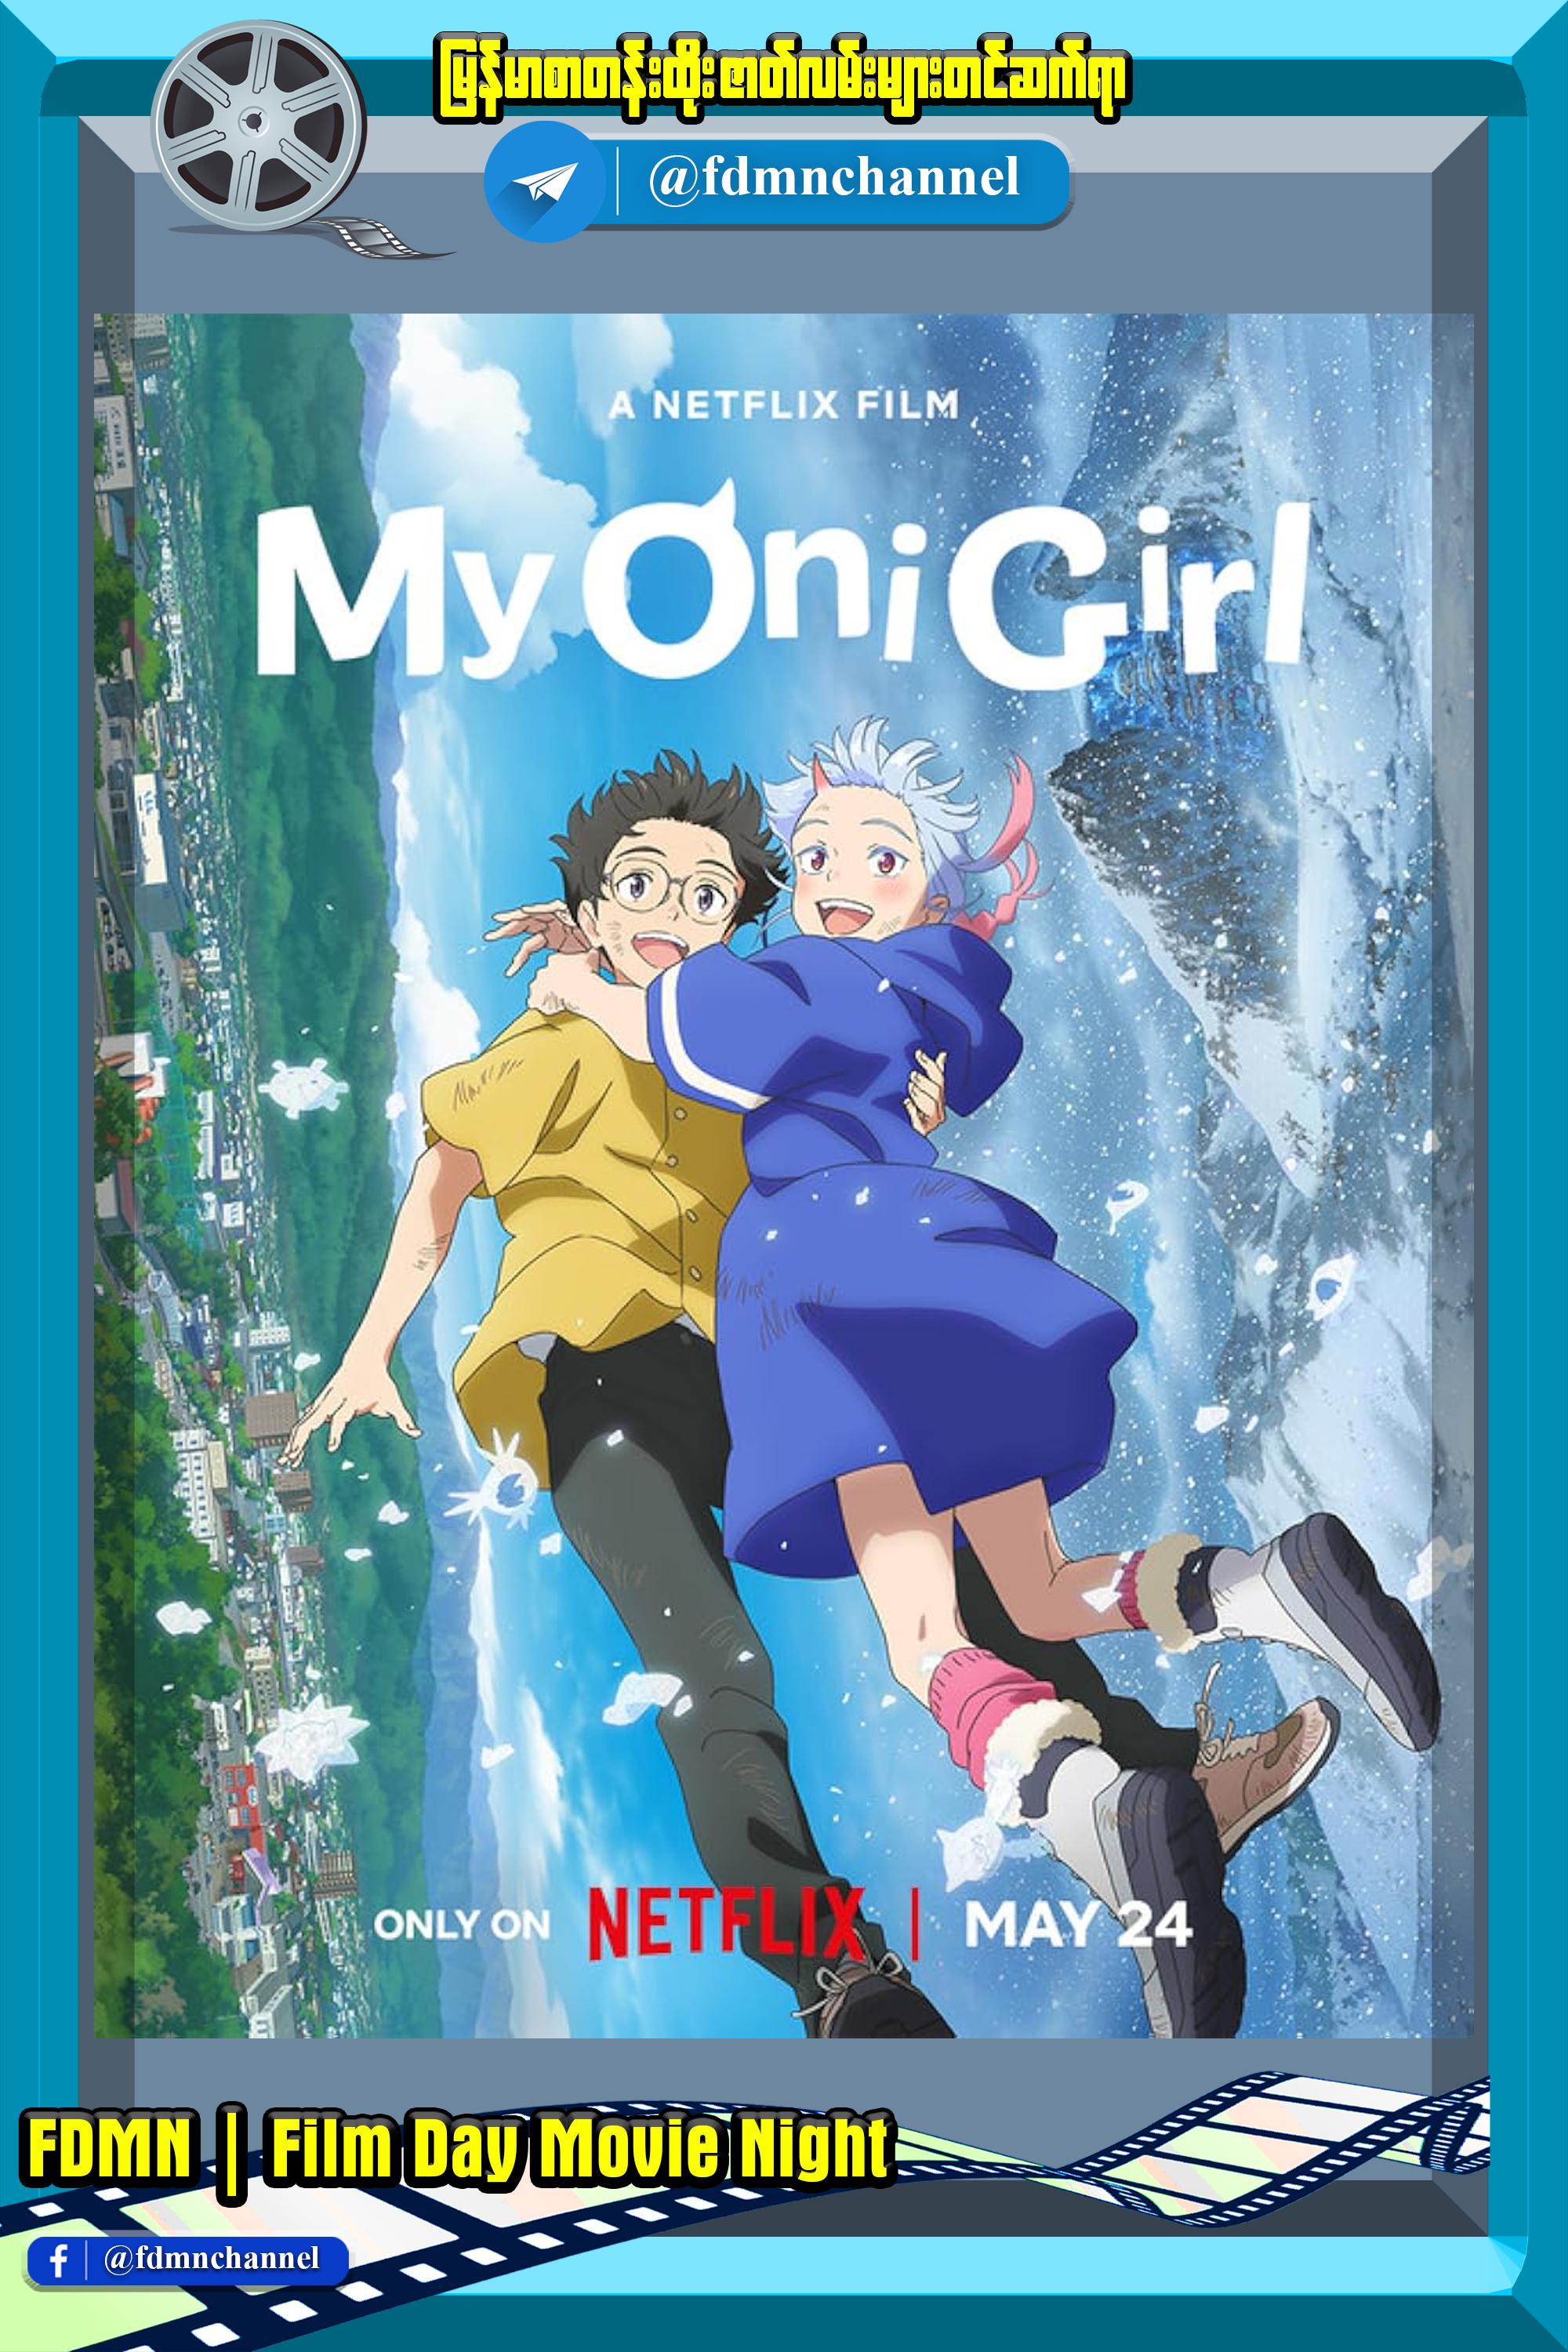 မြန်မာစာတန်းထိုး ဇာတ်လမ်းများတင်ဆက်ရာ
@fdmnchannel
A NETFLIX FILM
My Oni Girl
ONLY ON NETFLIX | MAY 24
FDMN | Film Day Movie Night
f | @fdmnchannel